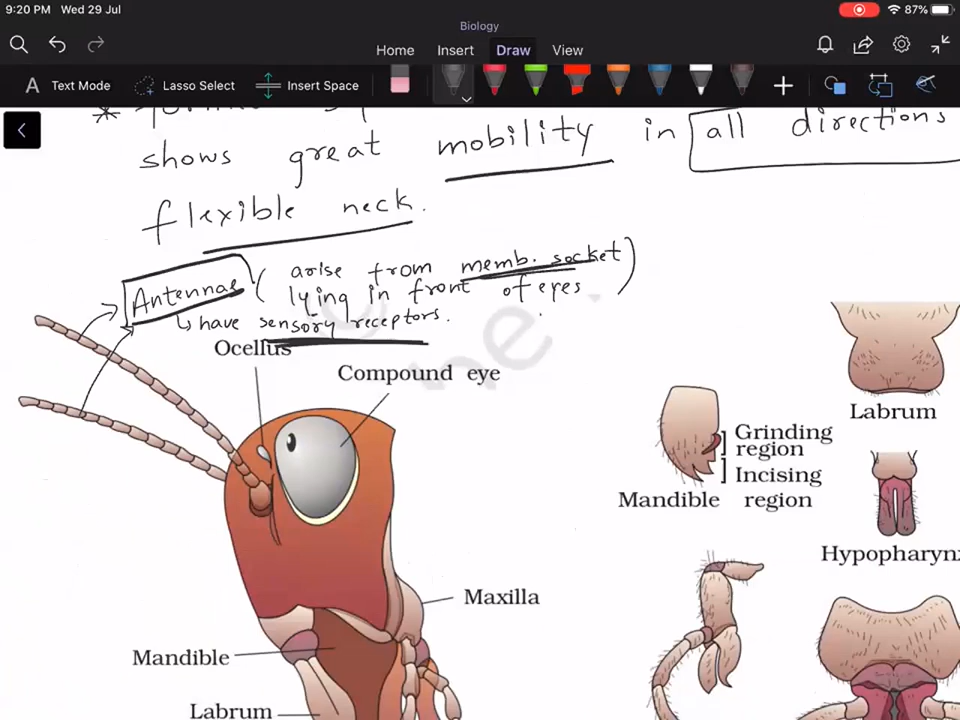 9:20 PM Wed 29 Jul
87%
Biology
Home Insert Draw View
Text Mode Lasso Select Insert Space
*
shows great mobility in all directions
flexible neck.
Antennae ( arise from memb. socket
lying in front of eyes )
↳ have sensory receptors.
Ocellus
Compound eye
Labrum
Grinding
region
Incising
region
Mandible
Hypopharyn
Maxilla
Mandible
Labrum